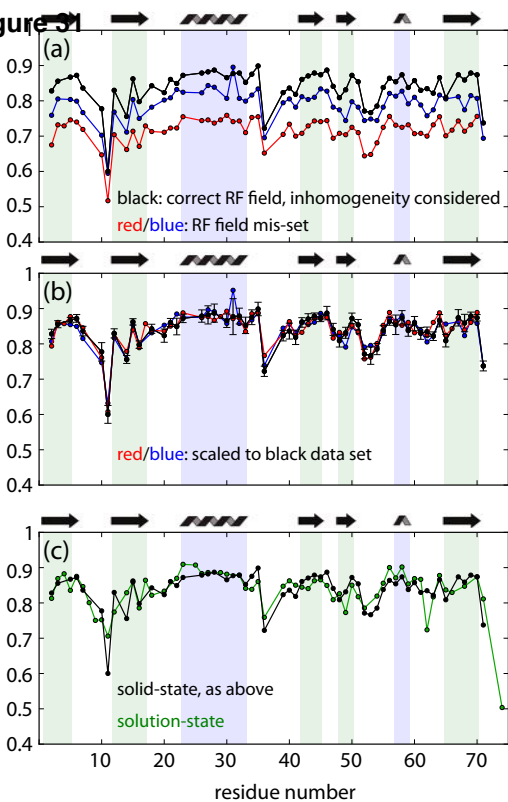 gure 31
(a)
0.9
0.8
0.7
0.6
0.5
0.4
black: correct RF field, inhomogeneity considered
red/blue: RF field mis-set
(b)
1
0.9
0.8
0.7
0.6
0.5
0.4
red/blue: scaled to black data set
(c)
1
0.9
0.8
0.7
0.6
0.5
0.4
solid-state, as above
solution-state
10 20 30 40 50 60 70
residue number